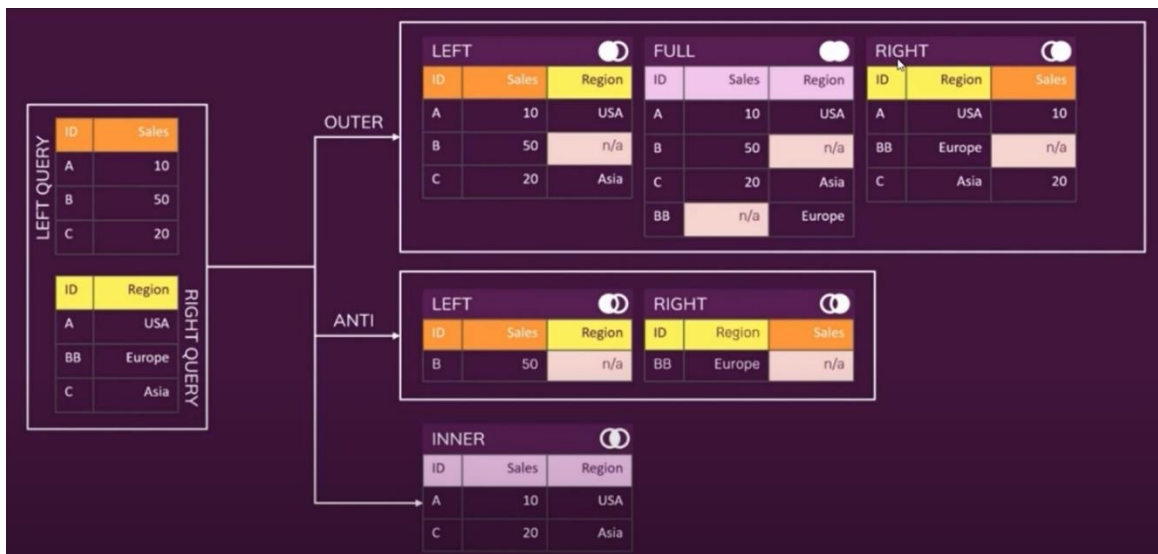 LEFT QUERY
ID Sales
A 10
B 50
C 20
RIGHT QUERY
ID Region
A USA
BB Europe
C Asia
OUTER
LEFT
ID Sales Region
A 10 USA
B 50 n/a
C 20 Asia
FULL
ID Sales Region
A 10 USA
B 50 n/a
C 20 Asia
BB n/a Europe
RIGHT
ID Region Sales
A USA 10
BB Europe n/a
C Asia 20
ANTI
LEFT
ID Sales Region
B 50 n/a
RIGHT
ID Region Sales
BB Europe n/a
INNER
ID Sales Region
A 10 USA
C 20 Asia